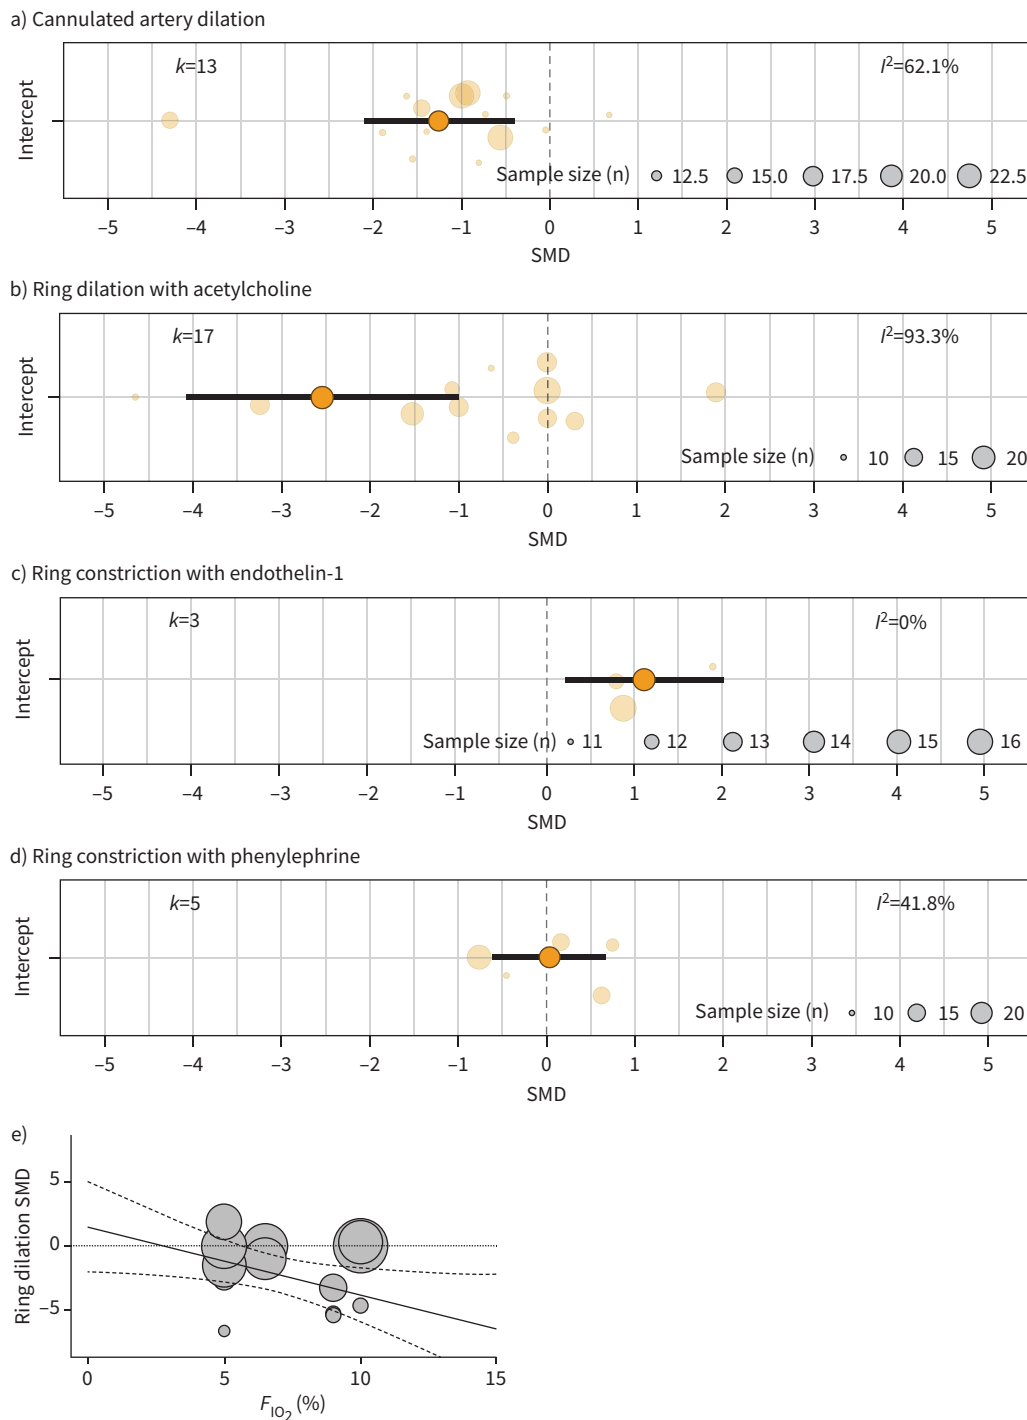 a) Cannulated artery dilation
k=13
I²=62.1%
Intercept
Sample size (n) 12.5 15.0 17.5 20.0 22.5
–5 –4 –3 –2 –1 0 1 2 3 4 5
SMD
b) Ring dilation with acetylcholine
k=17
I²=93.3%
Intercept
Sample size (n) 10 15 20
–5 –4 –3 –2 –1 0 1 2 3 4 5
SMD
c) Ring constriction with endothelin-1
k=3
I²=0%
Intercept
Sample size (n) 11 12 13 14 15 16
–5 –4 –3 –2 –1 0 1 2 3 4 5
SMD
d) Ring constriction with phenylephrine
k=5
I²=41.8%
Intercept
Sample size (n) 10 15 20
–5 –4 –3 –2 –1 0 1 2 3 4 5
SMD
e)
Ring dilation SMD
5
0
–5
0 5 10 15
FIO2 (%)